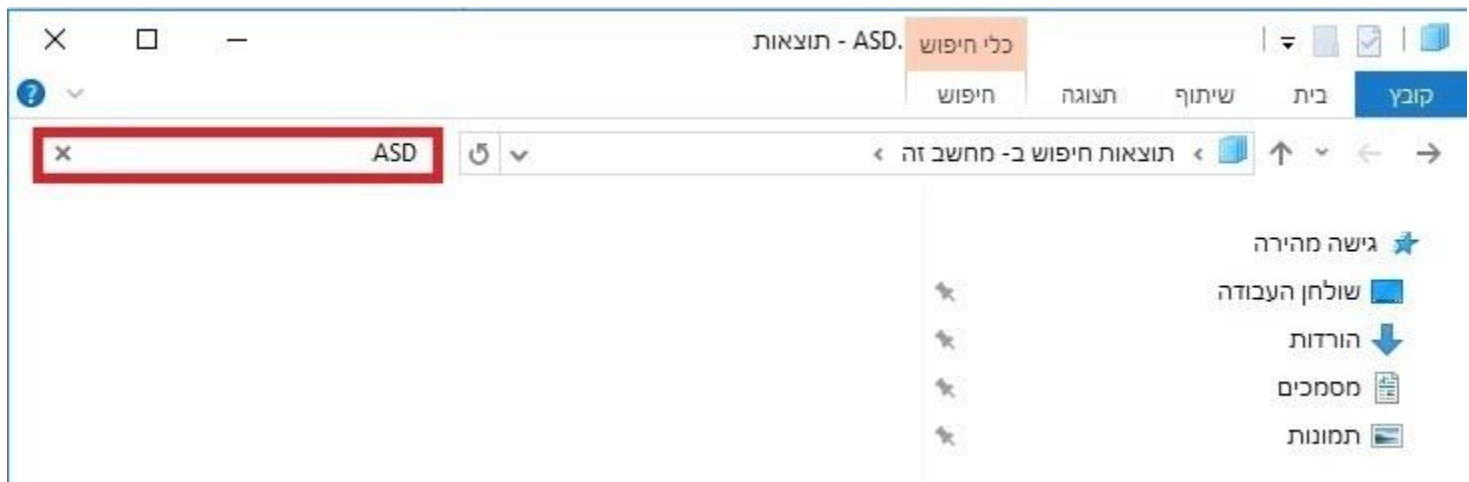 כלי חיפוש
ASD. - תוצאות
קובץ בית שיתוף תצוגה חיפוש
תוצאות חיפוש ב- מחשב זה
.ASD
גישה מהירה
שולחן העבודה
הורדות
מסמכים
תמונות